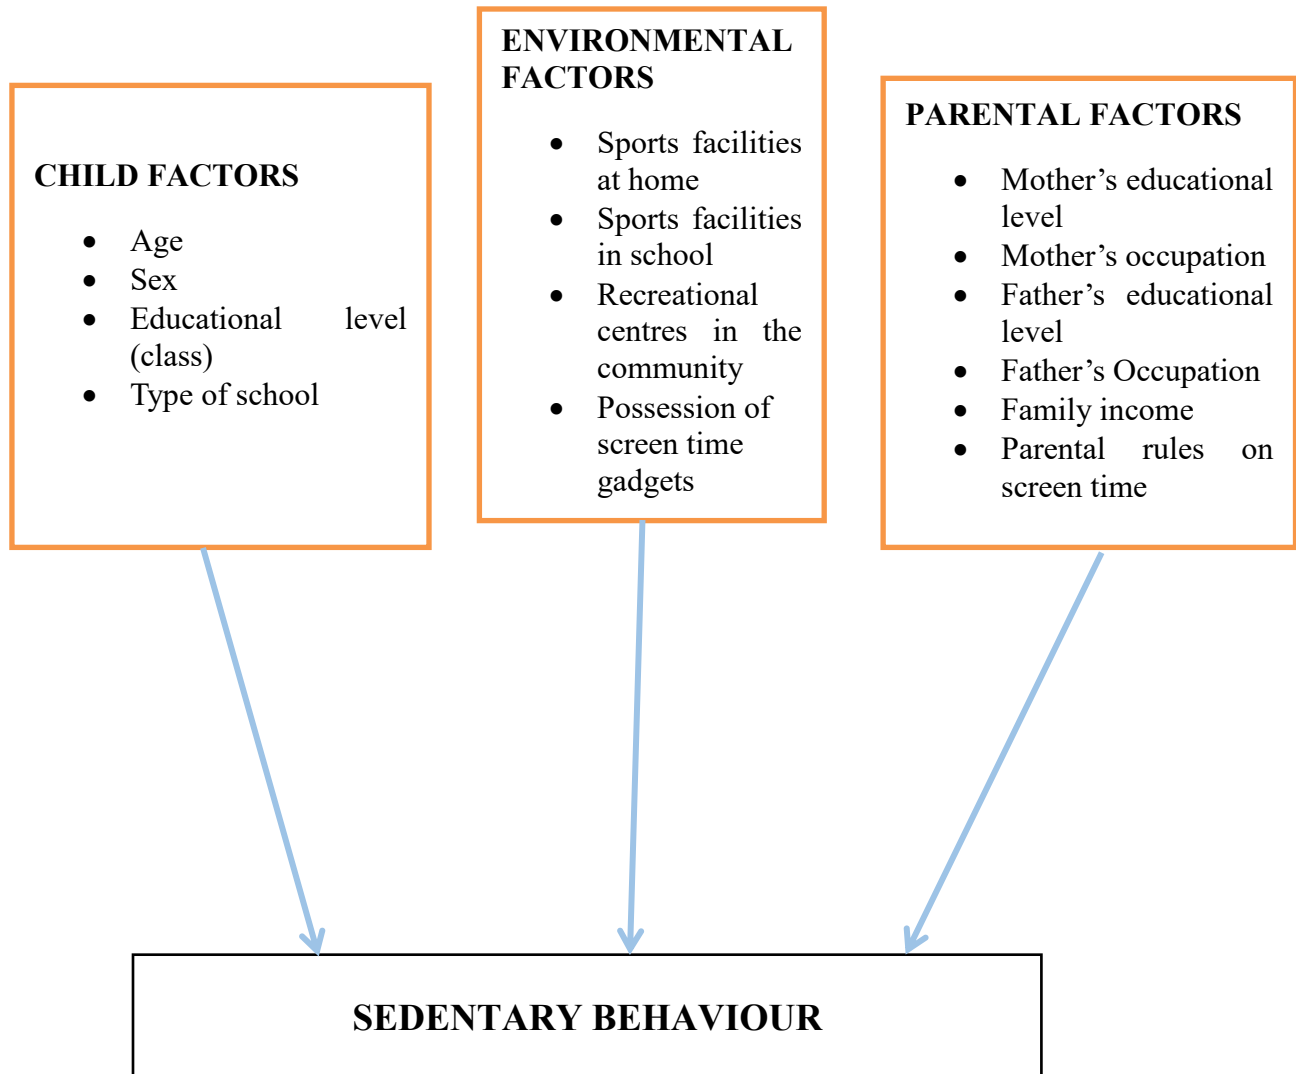 CHILD FACTORS
• Age
• Sex
• Educational level
(class)
• Type of school
ENVIRONMENTAL
FACTORS
• Sports facilities
at home
• Sports facilities
in school
• Recreational
centres in the
community
• Possession of
screen time
gadgets
PARENTAL FACTORS
• Mother’s educational
level
• Mother’s occupation
• Father’s educational
level
• Father’s Occupation
• Family income
• Parental rules on
screen time
SEDENTARY BEHAVIOUR